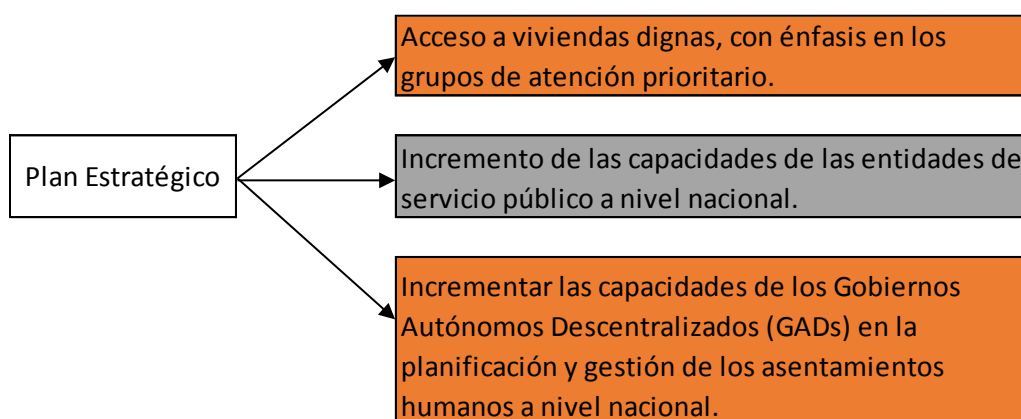 Plan Estratégico
Acceso a viviendas dignas, con énfasis en los
grupos de atención prioritario.
Incremento de las capacidades de las entidades de
servicio público a nivel nacional.
Incrementar las capacidades de los Gobiernos
Autónomos Descentralizados (GADs) en la
planificación y gestión de los asentamientos
humanos a nivel nacional.